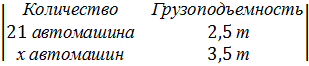 Количество Грузоподъемность
21 автомашина 2,5 т
х автомашин 3,5 т